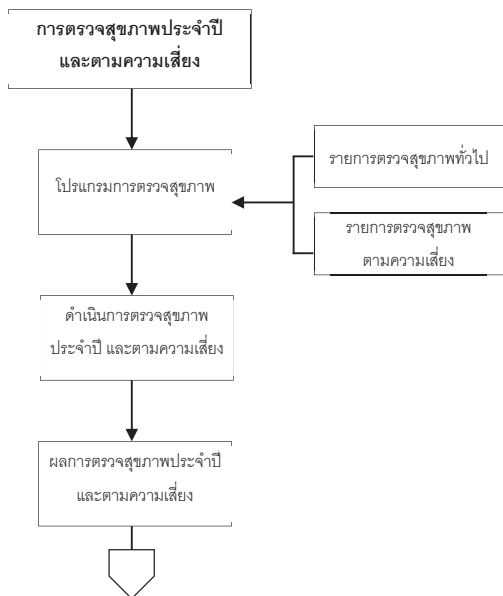 การตรวจสุขภาพประจำปี
และตามความเสี่ยง
โปรแกรมการตรวจสุขภาพ
รายการตรวจสุขภาพทั่วไป
รายการตรวจสุขภาพ
ตามความเสี่ยง
ดำเนินการตรวจสุขภาพ
ประจำปี และตามความเสี่ยง
ผลการตรวจสุขภาพประจำปี
และตามความเสี่ยง